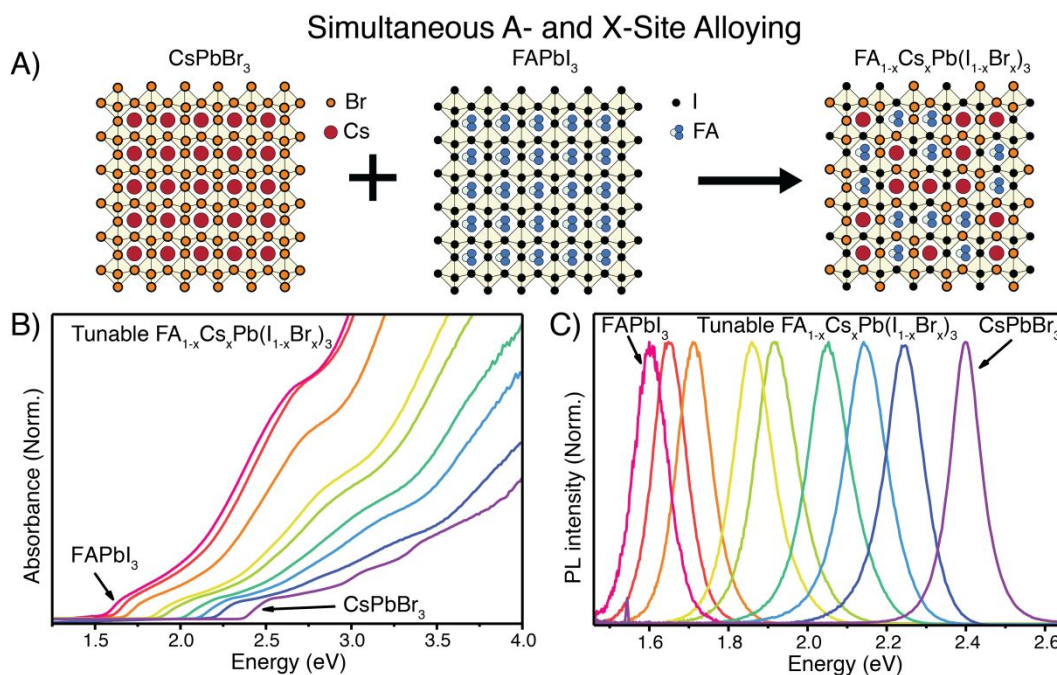 Simultaneous A- and X-Site Alloying
A)
CsPbBr₃
FAPbI₃
FA₁₋ₓCsₓPb(I₁₋ₓBrₓ)₃
Br
Cs
I
FA
B)
Tunable FA₁₋ₓCsₓPb(I₁₋ₓBrₓ)₃
Absorbance (Norm.)
FAPbI₃
CsPbBr₃
1.5 2.0 2.5 3.0 3.5 4.0
Energy (eV)
C)
FAPbI₃ Tunable FA₁₋ₓCsₓPb(I₁₋ₓBrₓ)₃ CsPbBr₃
PL intensity (Norm.)
1.6 1.8 2.0 2.2 2.4 2.6
Energy (eV)